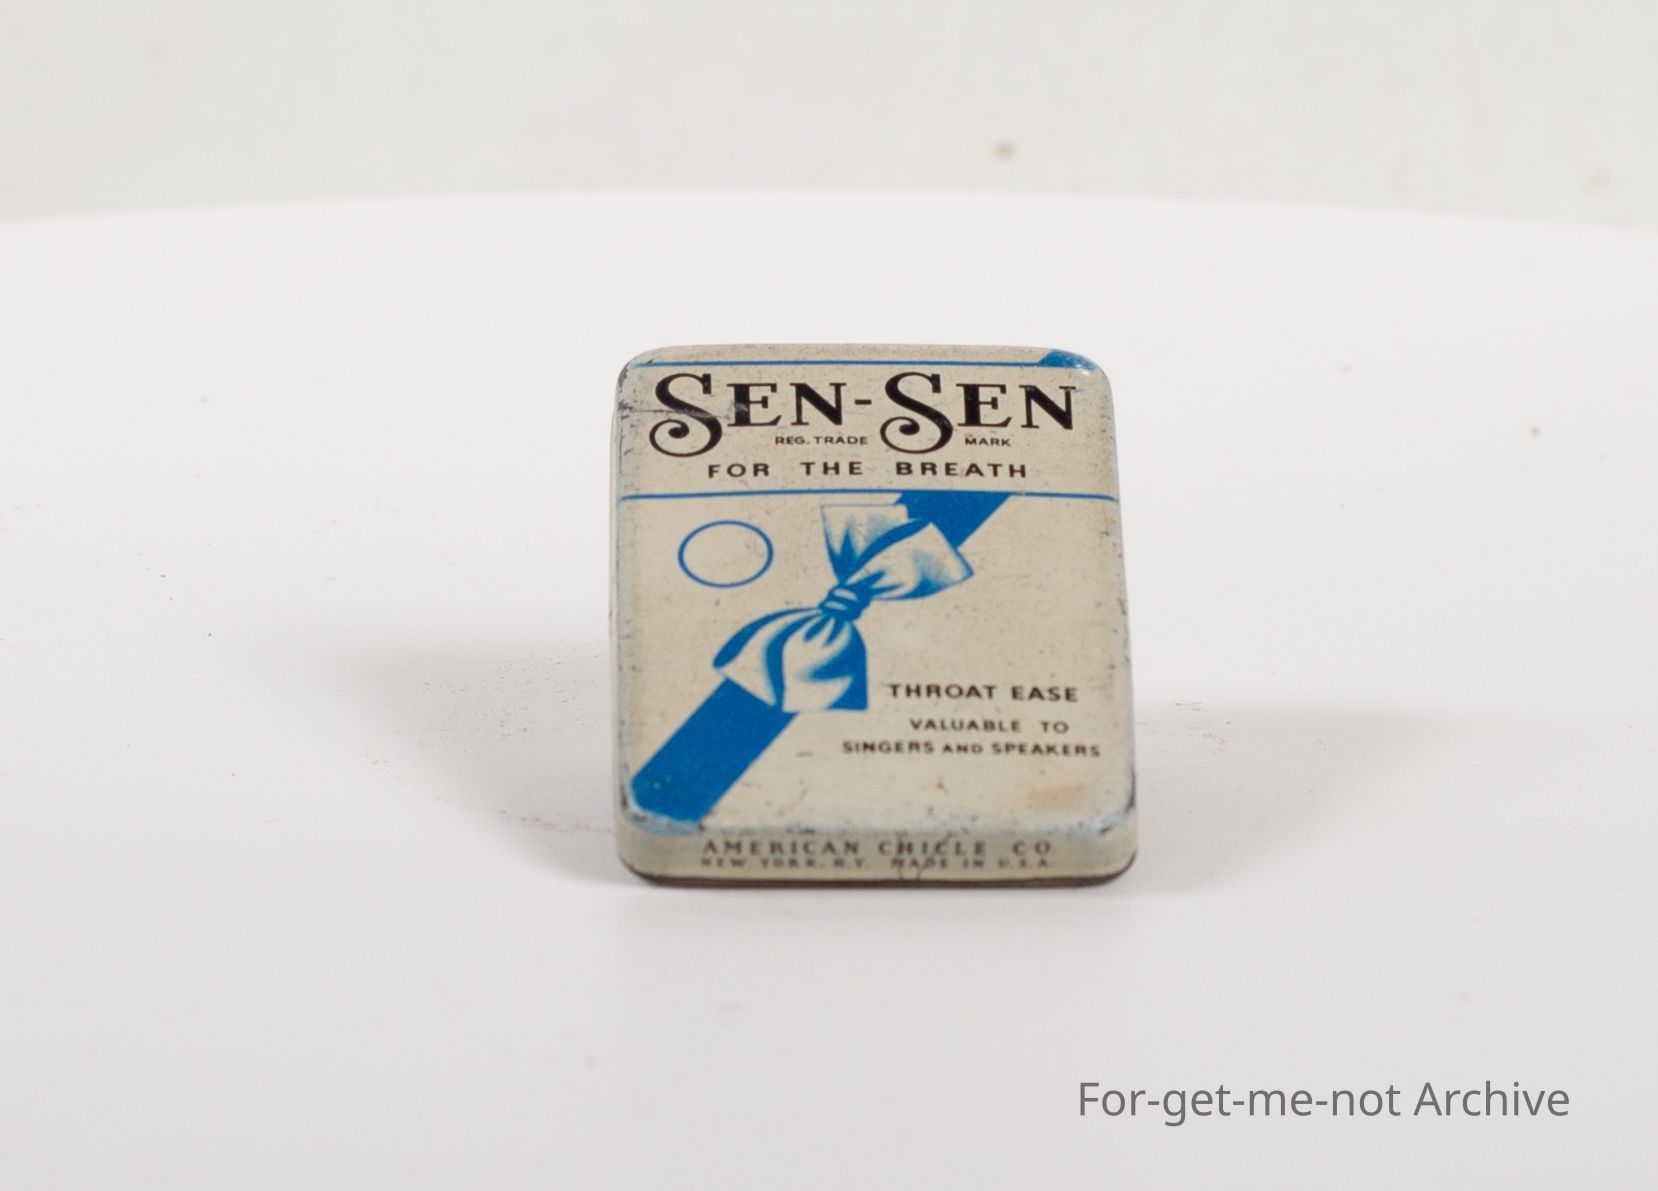 SEN-SEN
REG. TRADE MARK
FOR THE BREATH
THROAT EASE
VALUABLE TO
SINGERS AND SPEAKERS
AMERICAN CHICLE CO
NEW YORK, N.Y. MADE IN U.S.A.
For-get-me-not Archive